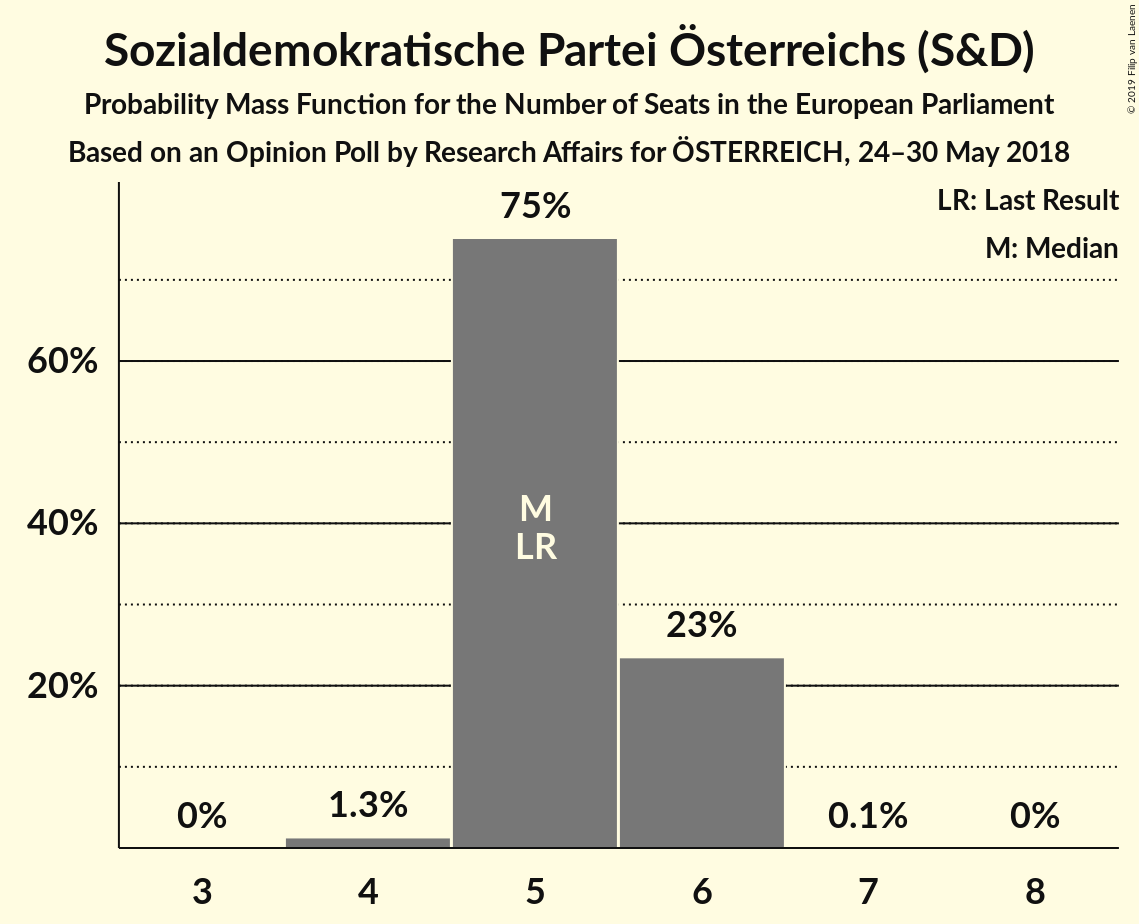 Sozialdemokratische Partei Österreichs (S&D)
Probability Mass Function for the Number of Seats in the European Parliament
Based on an Opinion Poll by Research Affairs for ÖSTERREICH, 24–30 May 2018
© 2019 Filip van Laenen
LR: Last Result
M: Median
75%
60%
M
40%
LR
23%
20%
1.3%
0%
0.1%
0%
3 4 5 6 7 8